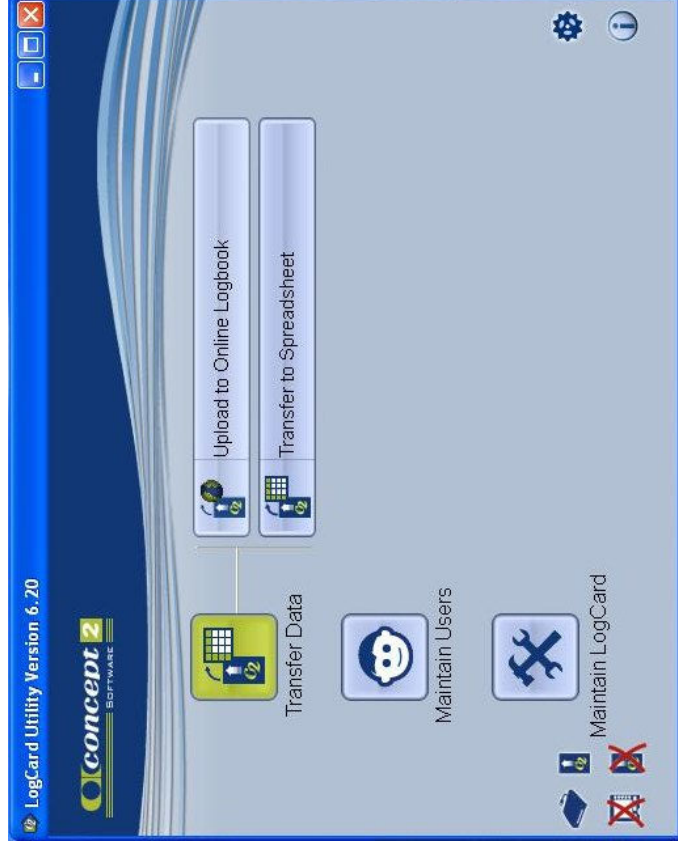 LogCard Utility Version 6.20
concept 2
SOFTWARE
Transfer Data
Upload to Online Logbook
Transfer to Spreadsheet
Maintain Users
Maintain LogCard